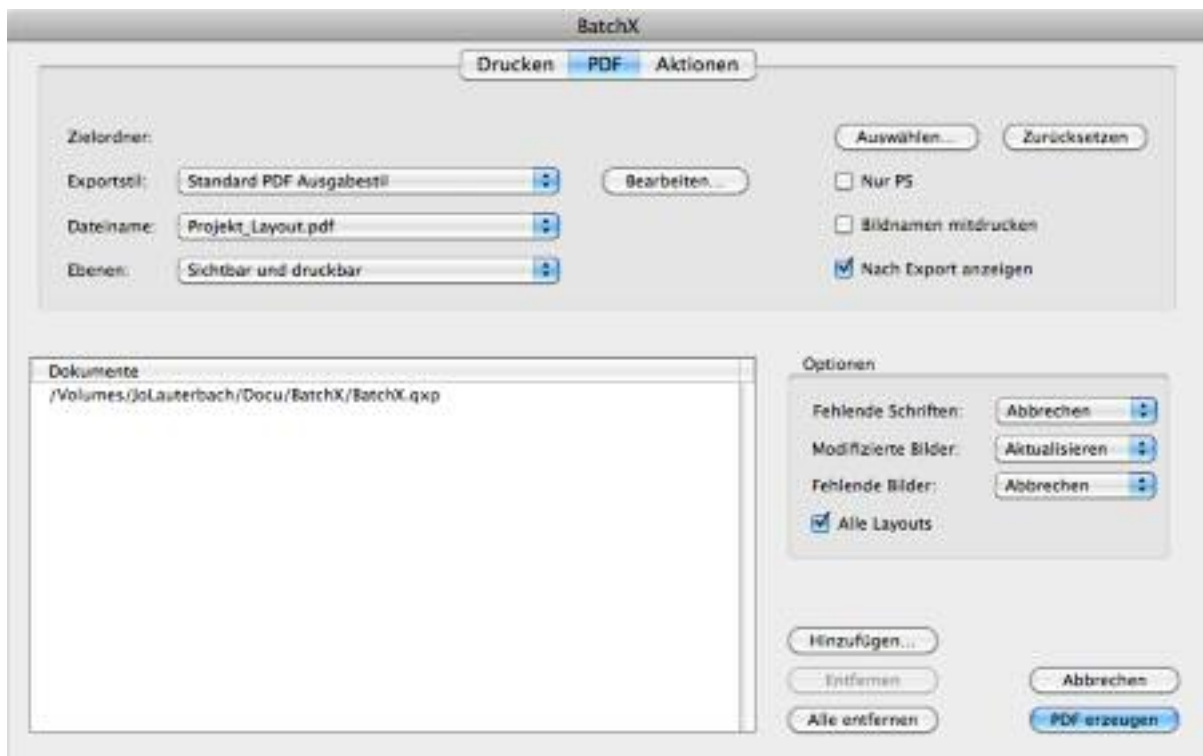 BatchX
Drucken PDF Aktionen
Zielordner: Auswählen... Zurücksetzen
Exportstil: Standard PDF Ausgabestil Bearbeiten... Nur PS
Dateiname: Projekt_Layout.pdf Bildnamen mitdrucken
Ebenen: Sichtbar und druckbar Nach Export anzeigen
Dokumente
/Volumes/JoLauterbach/Docu/BatchX/BatchX.qxp
Optionen
Fehlende Schriften: Abbrechen
Modifizierte Bilder: Aktualisieren
Fehlende Bilder: Abbrechen
Alle Layouts
Hinzufügen...
Entfernen Abbrechen
Alle entfernen PDF erzeugen